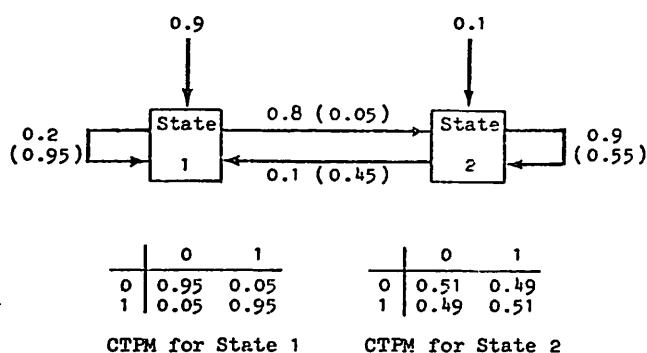 0.9 0.1
State 0.8 (0.05) State
0.2 0.9
(0.95) (0.55)
1 0.1 (0.45) 2
0 1 0 1
0 0.95 0.05 0 0.51 0.49
1 0.05 0.95 1 0.49 0.51
CTPM for State 1 CTPM for State 2